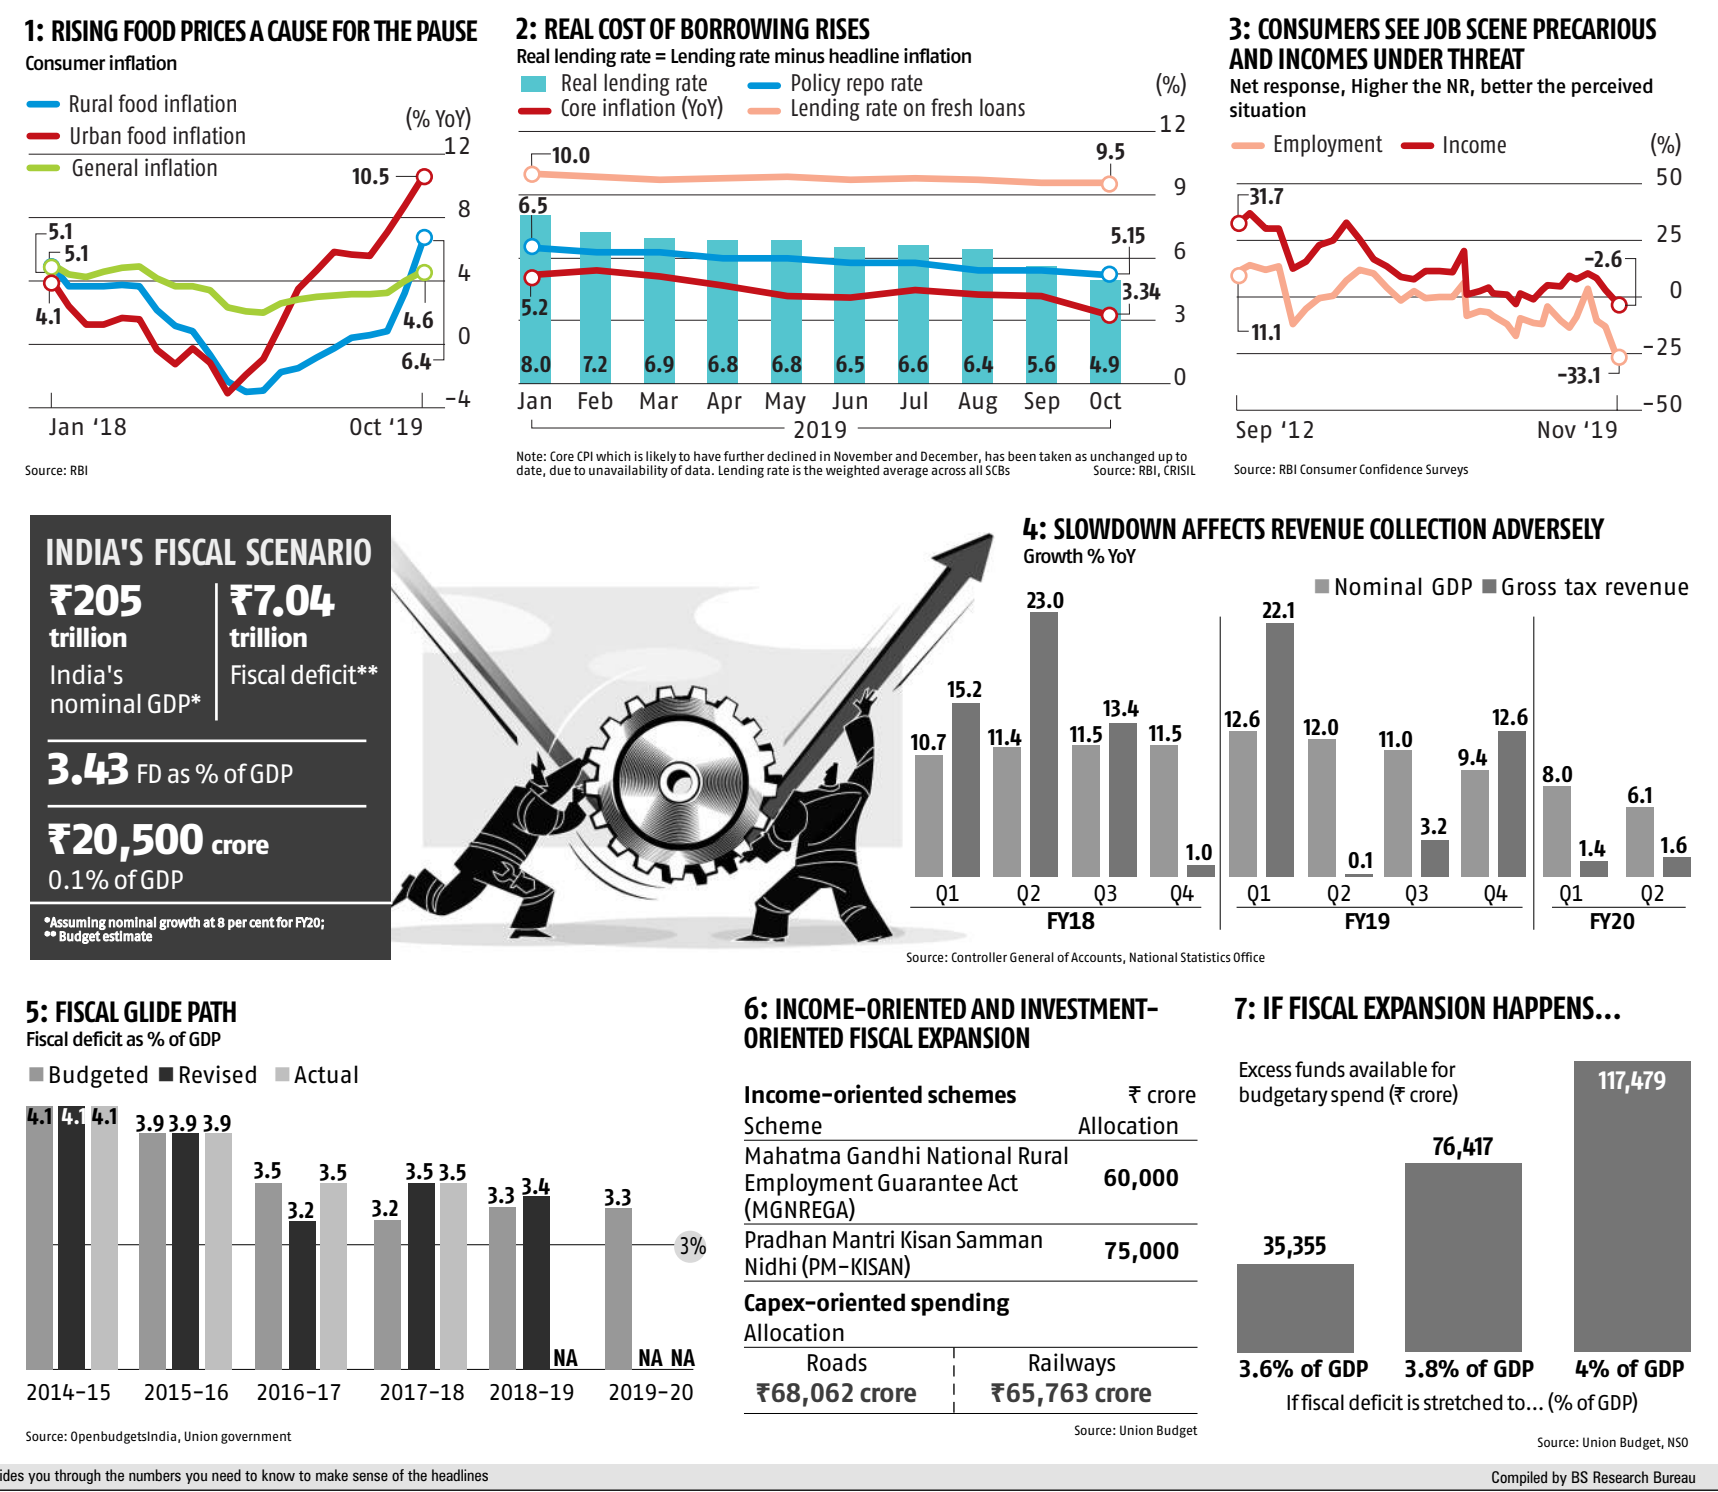 1: RISING FOOD PRICES A CAUSE FOR THE PAUSE
Consumer inflation
Rural food inflation
Urban food inflation
General inflation
(% YoY)
12
8
4
0
-4
10.5
5.1
5.1
4.1
4.6
6.4
Jan ‘18
Oct ‘19
Source: RBI
2: REAL COST OF BORROWING RISES
Real lending rate = Lending rate minus headline inflation
Real lending rate
Policy repo rate
Core inflation (YoY)
Lending rate on fresh loans
(%)
12
9
6
3
0
10.0
9.5
6.5
5.15
5.2
3.34
8.0 7.2 6.9 6.8 6.8 6.5 6.6 6.4 5.6 4.9
Jan Feb Mar Apr May Jun Jul Aug Sep Oct
2019
Note: Core CPI which is likely to have further declined in November and December, has been taken as unchanged up to
date, due to unavailability of data. Lending rate is the weighted average across all SCBs
Source: RBI, CRISIL
3: CONSUMERS SEE JOB SCENE PRECARIOUS
AND INCOMES UNDER THREAT
Net response, Higher the NR, better the perceived
situation
Employment
Income
(%)
50
25
0
-25
-50
31.7
11.1
-2.6
-33.1
Sep ‘12
Nov ‘19
Source: RBI Consumer Confidence Surveys
INDIA'S FISCAL SCENARIO
₹205
trillion
India's
nominal GDP*
₹7.04
trillion
Fiscal deficit**
3.43 FD as % of GDP
₹20,500 crore
0.1% of GDP
*Assuming nominal growth at 8 per cent for FY20;
** Budget estimate
4: SLOWDOWN AFFECTS REVENUE COLLECTION ADVERSELY
Growth % YoY
Nominal GDP
Gross tax revenue
10.7 15.2 11.4 23.0 11.5 13.4 11.5 1.0
12.6 22.1 12.0 0.1 11.0 3.2 9.4 12.6
8.0 1.4 6.1 1.6
Q1 Q2 Q3 Q4 Q1 Q2 Q3 Q4 Q1 Q2
FY18 FY19 FY20
Source: Controller General of Accounts, National Statistics Office
5: FISCAL GLIDE PATH
Fiscal deficit as % of GDP
Budgeted
Revised
Actual
4.1 4.1 4.1
3.9 3.9 3.9
3.5 3.2 3.5
3.2 3.5 3.5
3.3 3.4 NA
3.3 NA NA
3%
2014-15 2015-16 2016-17 2017-18 2018-19 2019-20
Source: OpenbudgetsIndia, Union government
6: INCOME-ORIENTED AND INVESTMENT-
ORIENTED FISCAL EXPANSION
Income-oriented schemes ₹ crore
Scheme Allocation
Mahatma Gandhi National Rural
Employment Guarantee Act 60,000
(MGNREGA)
Pradhan Mantri Kisan Samman 75,000
Nidhi (PM-KISAN)
Capex-oriented spending
Allocation
Roads Railways
₹68,062 crore ₹65,763 crore
Source: Union Budget
7: IF FISCAL EXPANSION HAPPENS...
Excess funds available for
budgetary spend (₹ crore)
35,355
76,417
117,479
3.6% of GDP 3.8% of GDP 4% of GDP
If fiscal deficit is stretched to... (% of GDP)
Source: Union Budget, NSO
ides you through the numbers you need to know to make sense of the headlines
Compiled by BS Research Bureau